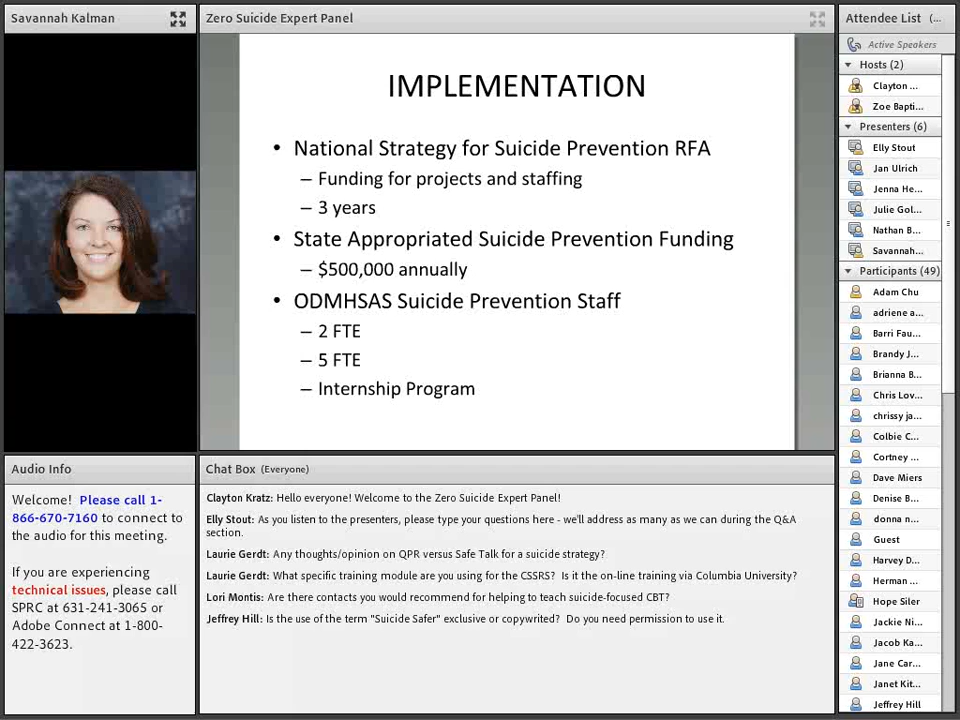 Savannah Kalman
Zero Suicide Expert Panel
IMPLEMENTATION
• National Strategy for Suicide Prevention RFA
– Funding for projects and staffing
– 3 years
• State Appropriated Suicide Prevention Funding
– $500,000 annually
• ODMHSAS Suicide Prevention Staff
– 2 FTE
– 5 FTE
– Internship Program
Audio Info
Welcome! Please call 1-
866-670-7160 to connect to
the audio for this meeting.
If you are experiencing
technical issues, please call
SPRC at 631-241-3065 or
Adobe Connect at 1-800-
422-3623.
Chat Box (Everyone)
Clayton Kratz: Hello everyone! Welcome to the Zero Suicide Expert Panel!
Elly Stout: As you listen to the presenters, please type your questions here - we'll address as many as we can during the Q&A
section.
Laurie Gerdt: Any thoughts/opinion on QPR versus Safe Talk for a suicide strategy?
Laurie Gerdt: What specific training module are you using for the CSSRS? Is it the on-line training via Columbia University?
Lori Montis: Are there contacts you would recommend for helping to teach suicide-focused CBT?
Jeffrey Hill: Is the use of the term "Suicide Safer" exclusive or copywrited? Do you need permission to use it.
Attendee List (...
Active Speakers
Hosts (2)
Clayton ...
Zoe Bapti...
Presenters (6)
Elly Stout
Jan Ulrich
Jenna He...
Julie Gol...
Nathan B...
Savannah...
Participants (49)
Adam Chu
adriene a...
Barri Fau...
Brandy J...
Brianna B...
Chris Lov...
chrissy ja...
Colbie C...
Cortney ...
Dave Miers
Denise B...
donna n...
Guest
Harvey D...
Herman ...
Hope Siler
Jackie Ni...
Jacob Ka...
Jane Car...
Janet Kit...
Jeffrey Hill